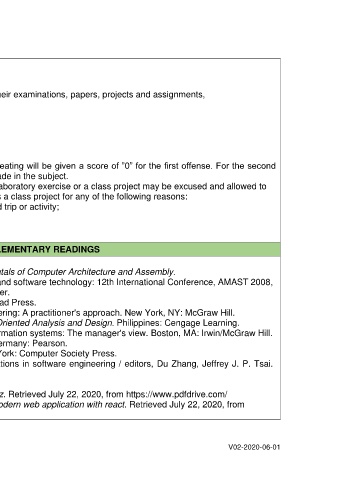 eir examinations, papers, projects and assignments,
eating will be given a score of "0" for the first offense. For the second
ade in the subject.
aboratory exercise or a class project may be excused and allowed to
s a class project for any of the following reasons:
d trip or activity;
LEMENTARY READINGS
ntals of Computer Architecture and Assembly.
and software technology: 12th International Conference, AMAST 2008,
er.
ad Press.
ering: A practitioner's approach. New York, NY: McGraw Hill.
Oriented Analysis and Design. Philippines: Cengage Learning.
rmation systems: The manager's view. Boston, MA: Irwin/McGraw Hill.
ermany: Pearson.
York: Computer Society Press.
tions in software engineering / editors, Du Zhang, Jeffrey J. P. Tsai.
z. Retrieved July 22, 2020, from https://www.pdfdrive.com/
odern web application with react. Retrieved July 22, 2020, from
V02-2020-06-01